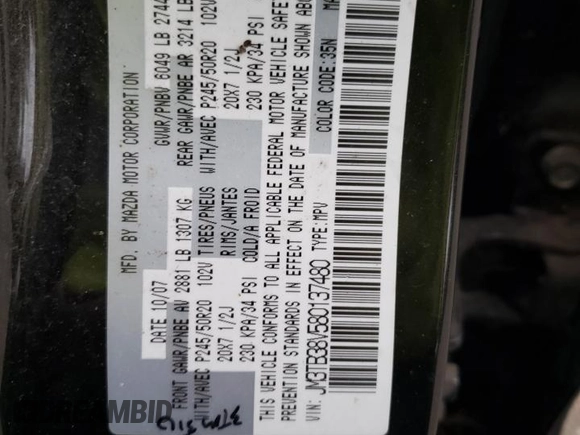 MFD. BY MAZDA MOTOR CORPORATION
DATE 10/07 GVWR/PNBV 6049 LB 2744
FRONT GAWR/PNBE AV 2881 LB 1307 KG REAR GAWR/PNBE AR 3214 LB
WITH/AVEC P245/50R20 102V TIRES/PNEUS WITH/AVEC P245/50R20 102V
20X7 1/2J RIMS/JANTES 20X7 1/2J
230 KPA/34 PSI COLD/A FROID 230 KPA/34 PSI
THIS VEHICLE CONFORMS TO ALL APPLICABLE FEDERAL MOTOR VEHICLE SAFE
PREVENTION STANDARDS IN EFFECT ON THE DATE OF MANUFACTURE SHOWN AB
VIN: JM3TB38V580137480 TYPE:MPV COLOR CODE:35N